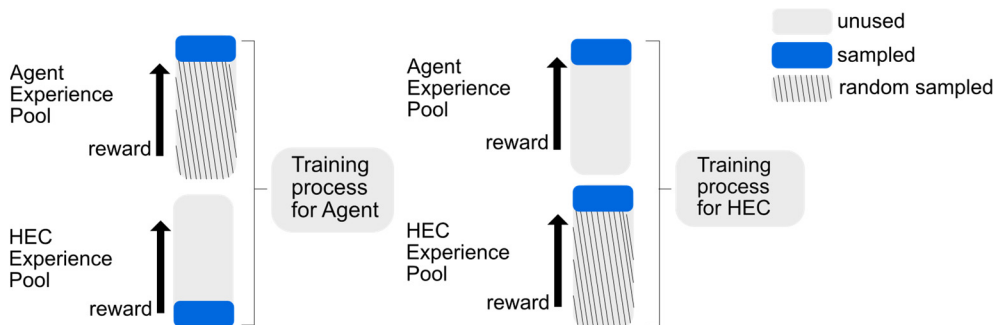 Agent
Experience
Pool
reward
HEC
Experience
Pool
reward
Training
process
for Agent
Agent
Experience
Pool
reward
HEC
Experience
Pool
reward
Training
process
for HEC
unused
sampled
random sampled